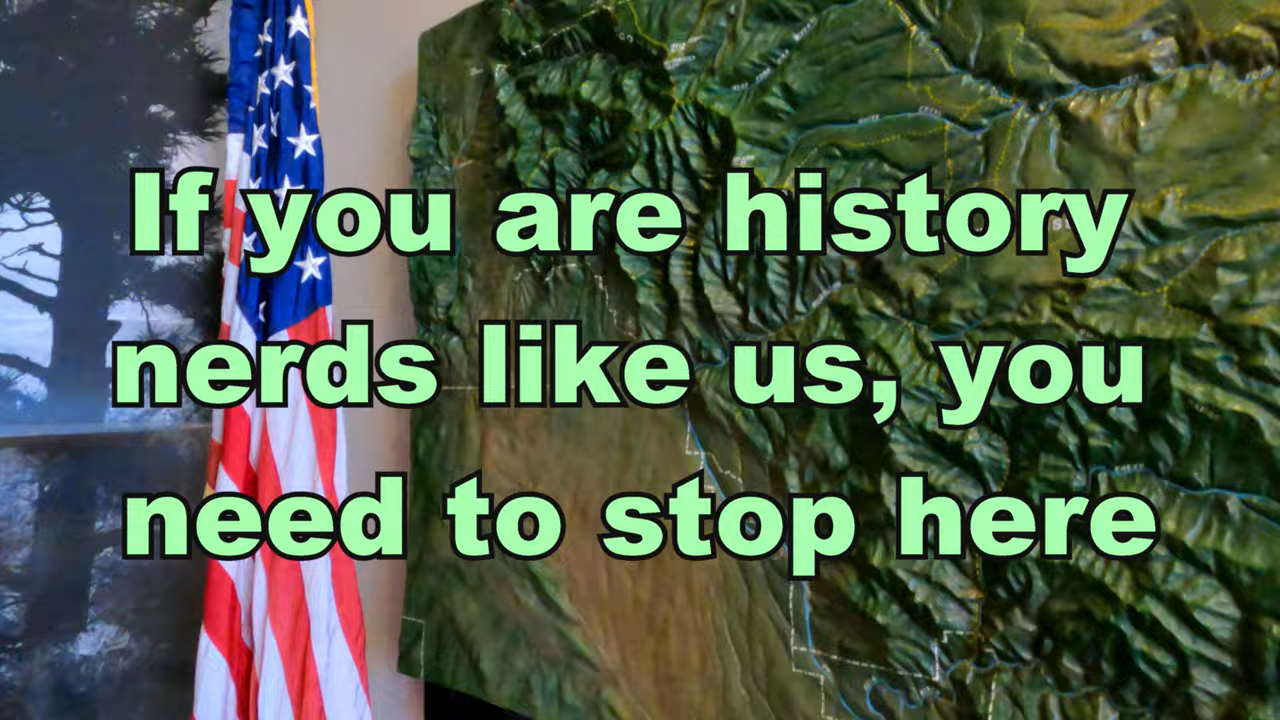 If you are history
nerds like us, you
need to stop here